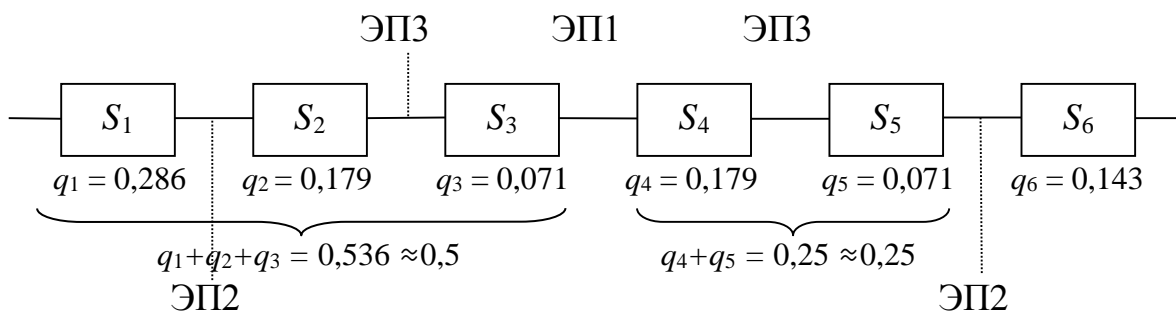 ЭП3 ЭП1 ЭП3
S1 S2 S3 S4 S5 S6
q1 = 0,286 q2 = 0,179 q3 = 0,071 q4 = 0,179 q5 = 0,071 q6 = 0,143
q1+q2+q3 = 0,536 ≈0,5 q4+q5 = 0,25 ≈0,25
ЭП2 ЭП2